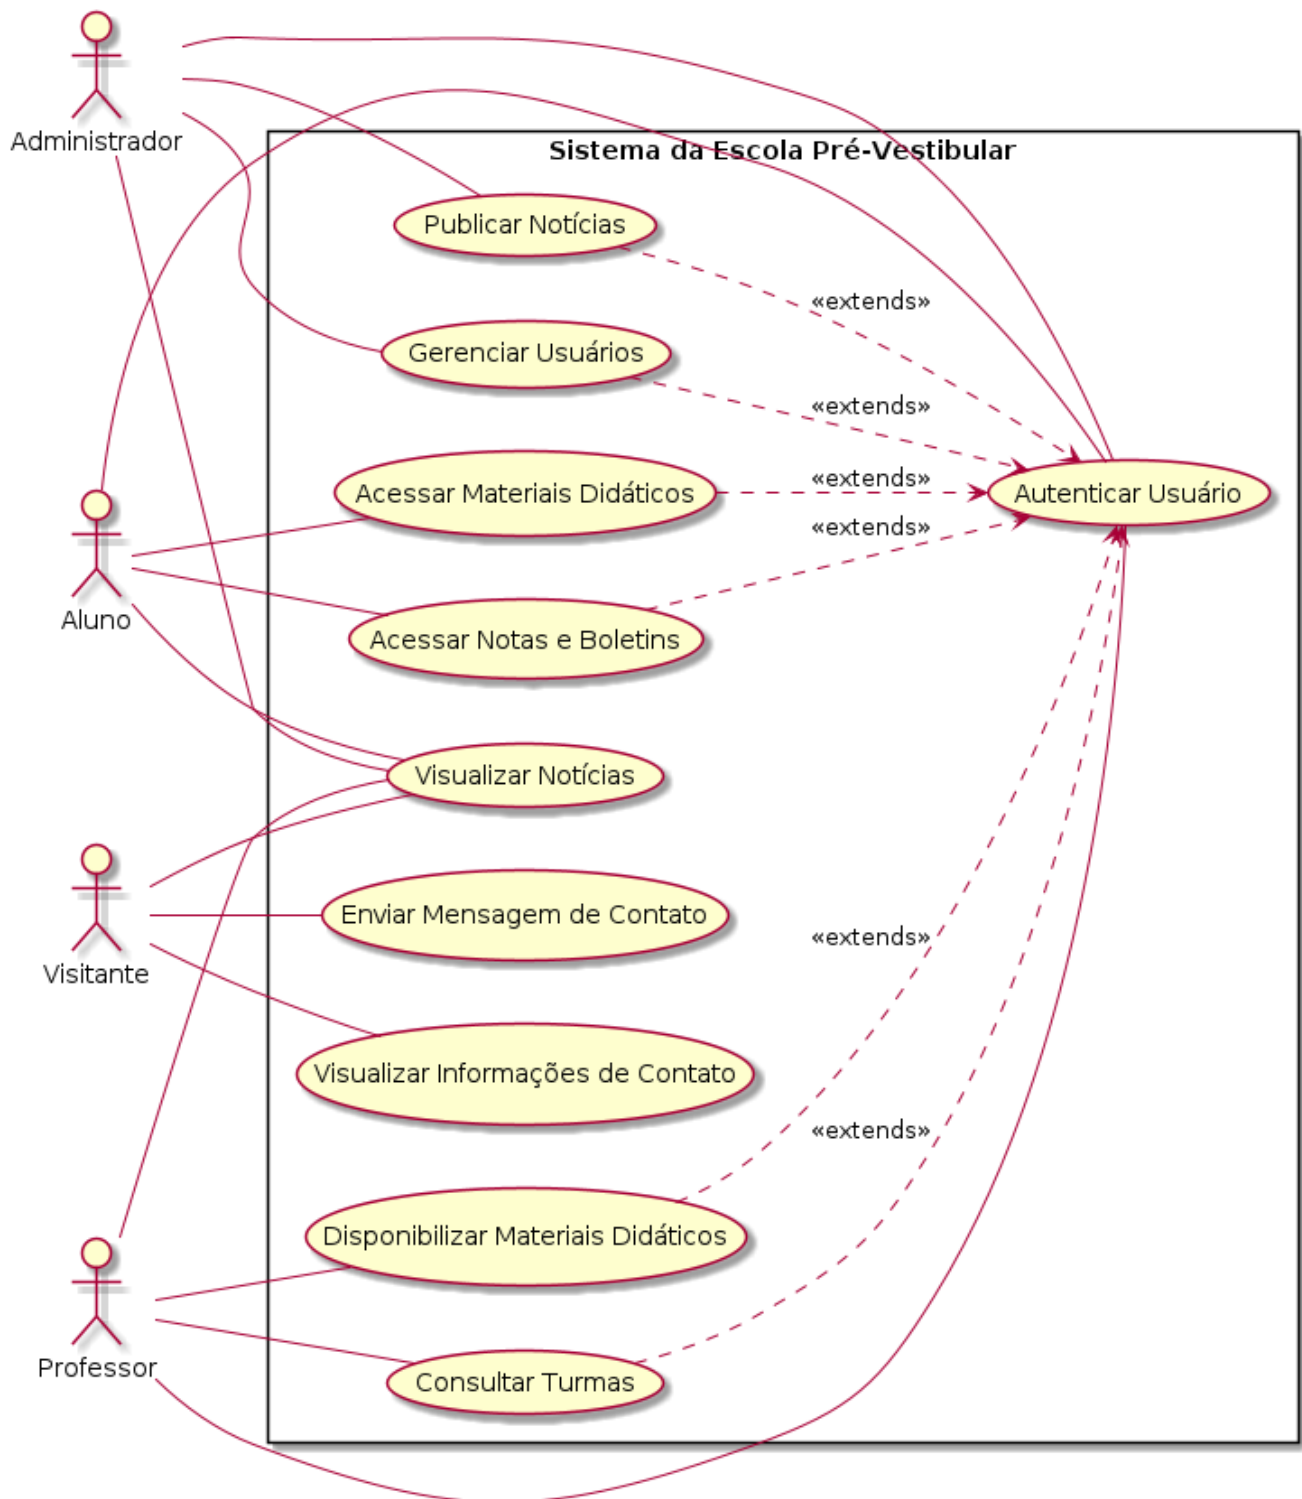 Administrador
Sistema da Escola Pré-Vestibular
Publicar Notícias
«extends»
Gerenciar Usuários
«extends»
Acessar Materiais Didáticos
«extends»
Autenticar Usuário
«extends»
Aluno
Acessar Notas e Boletins
Visualizar Notícias
Enviar Mensagem de Contato
«extends»
Visitante
Visualizar Informações de Contato
«extends»
Disponibilizar Materiais Didáticos
Professor
Consultar Turmas